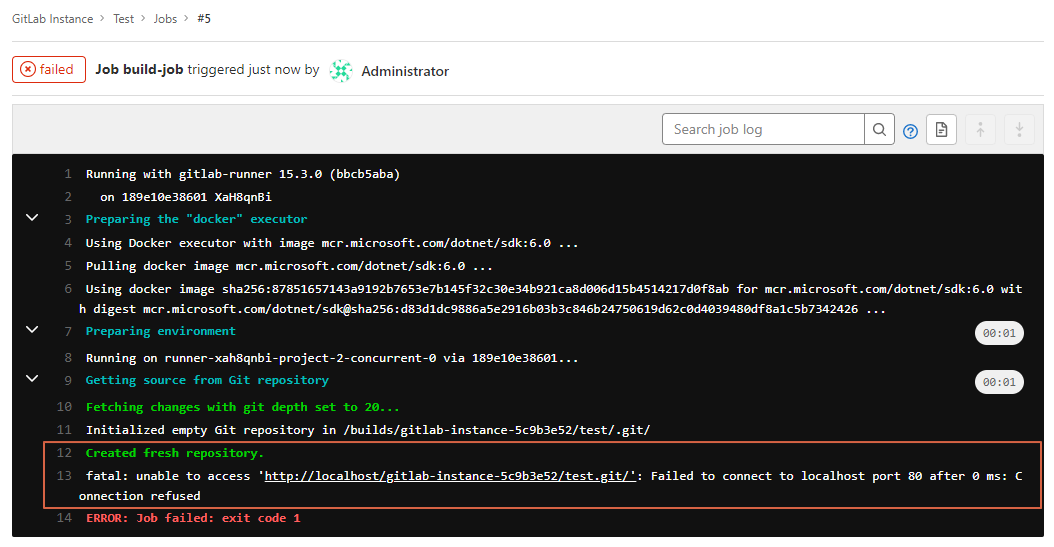 GitLab Instance > Test > Jobs > #5
failed Job build-job triggered just now by Administrator
Search job log
1 Running with gitlab-runner 15.3.0 (bbcb5aba)
2 on 189e10e38601 XaH8qnBi
3 Preparing the "docker" executor
4 Using Docker executor with image mcr.microsoft.com/dotnet/sdk:6.0 ...
5 Pulling docker image mcr.microsoft.com/dotnet/sdk:6.0 ...
6 Using docker image sha256:87851657143a9192b7653e7b145f32c30e34b921ca8d006d15b4514217d0f8ab for mcr.microsoft.com/dotnet/sdk:6.0 wit
h digest mcr.microsoft.com/dotnet/sdk@sha256:d83d1dc9886a5e2916b03b3c846b24750619d62c0d4039480df8a1c5b7342426 ...
7 Preparing environment 00:01
8 Running on runner-xah8qnbi-project-2-concurrent-0 via 189e10e38601...
9 Getting source from Git repository 00:01
10 Fetching changes with git depth set to 20...
11 Initialized empty Git repository in /builds/gitlab-instance-5c9b3e52/test/.git/
12 Created fresh repository.
13 fatal: unable to access 'http://localhost/gitlab-instance-5c9b3e52/test.git/': Failed to connect to localhost port 80 after 0 ms: C
onnection refused
14 ERROR: Job failed: exit code 1